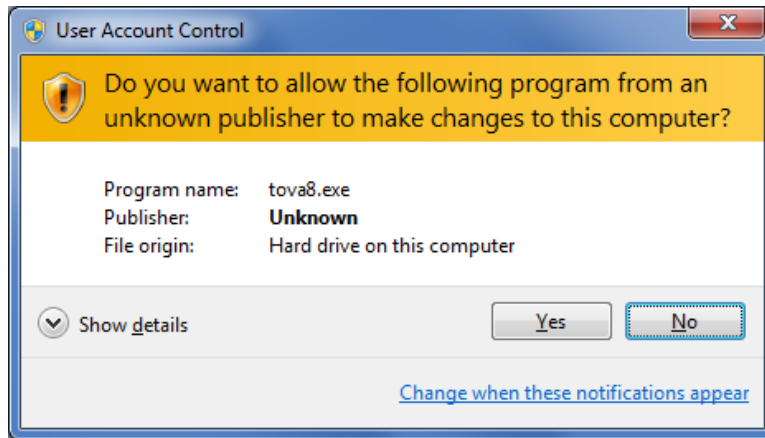 User Account Control
Do you want to allow the following program from an
unknown publisher to make changes to this computer?
Program name: tova8.exe
Publisher: Unknown
File origin: Hard drive on this computer
Show details
Yes No
Change when these notifications appear